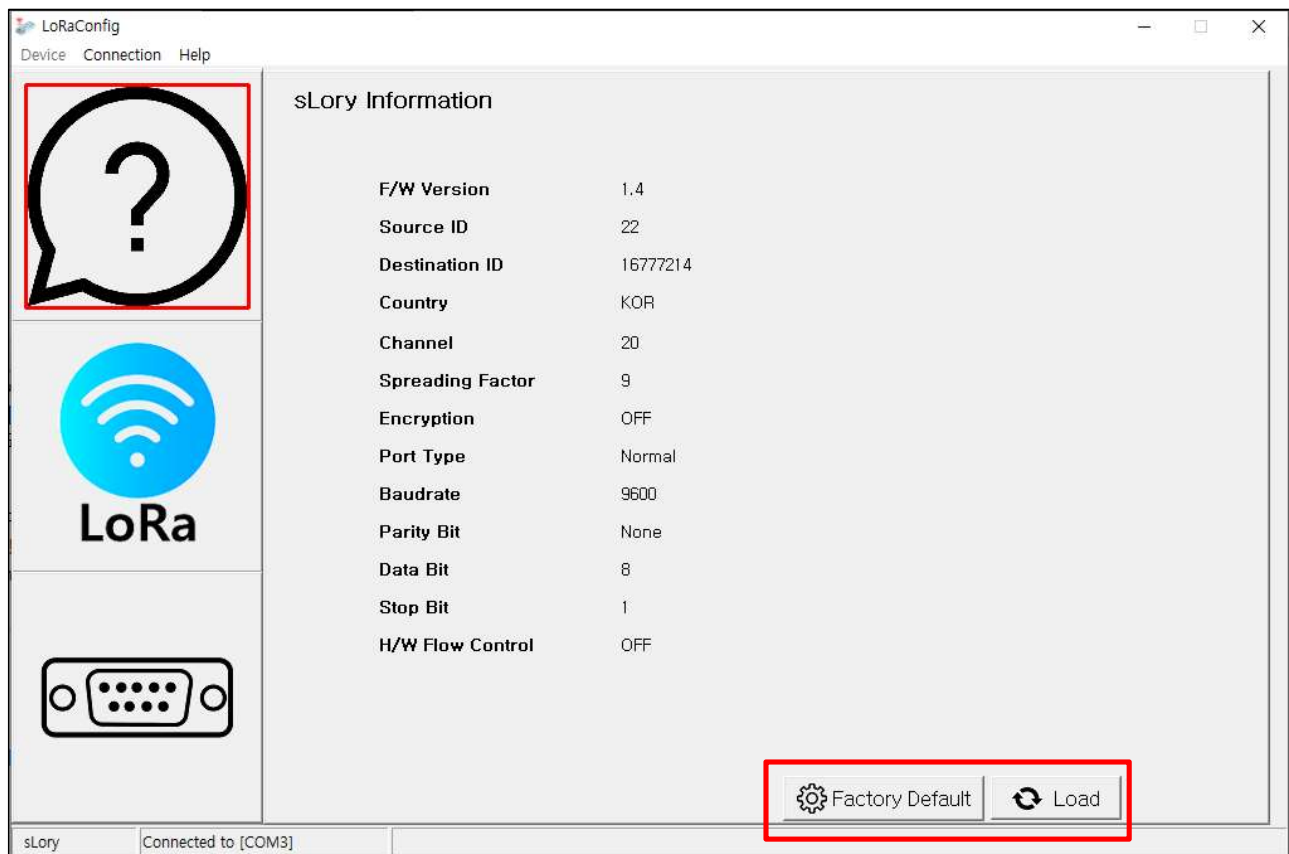 LoRaConfig
Device Connection Help
?
LoRa
sLory Information
F/W Version 1.4
Source ID 22
Destination ID 16777214
Country KOR
Channel 20
Spreading Factor 9
Encryption OFF
Port Type Normal
Baudrate 9600
Parity Bit None
Data Bit 8
Stop Bit 1
H/W Flow Control OFF
Factory Default Load
sLory Connected to [COM3]